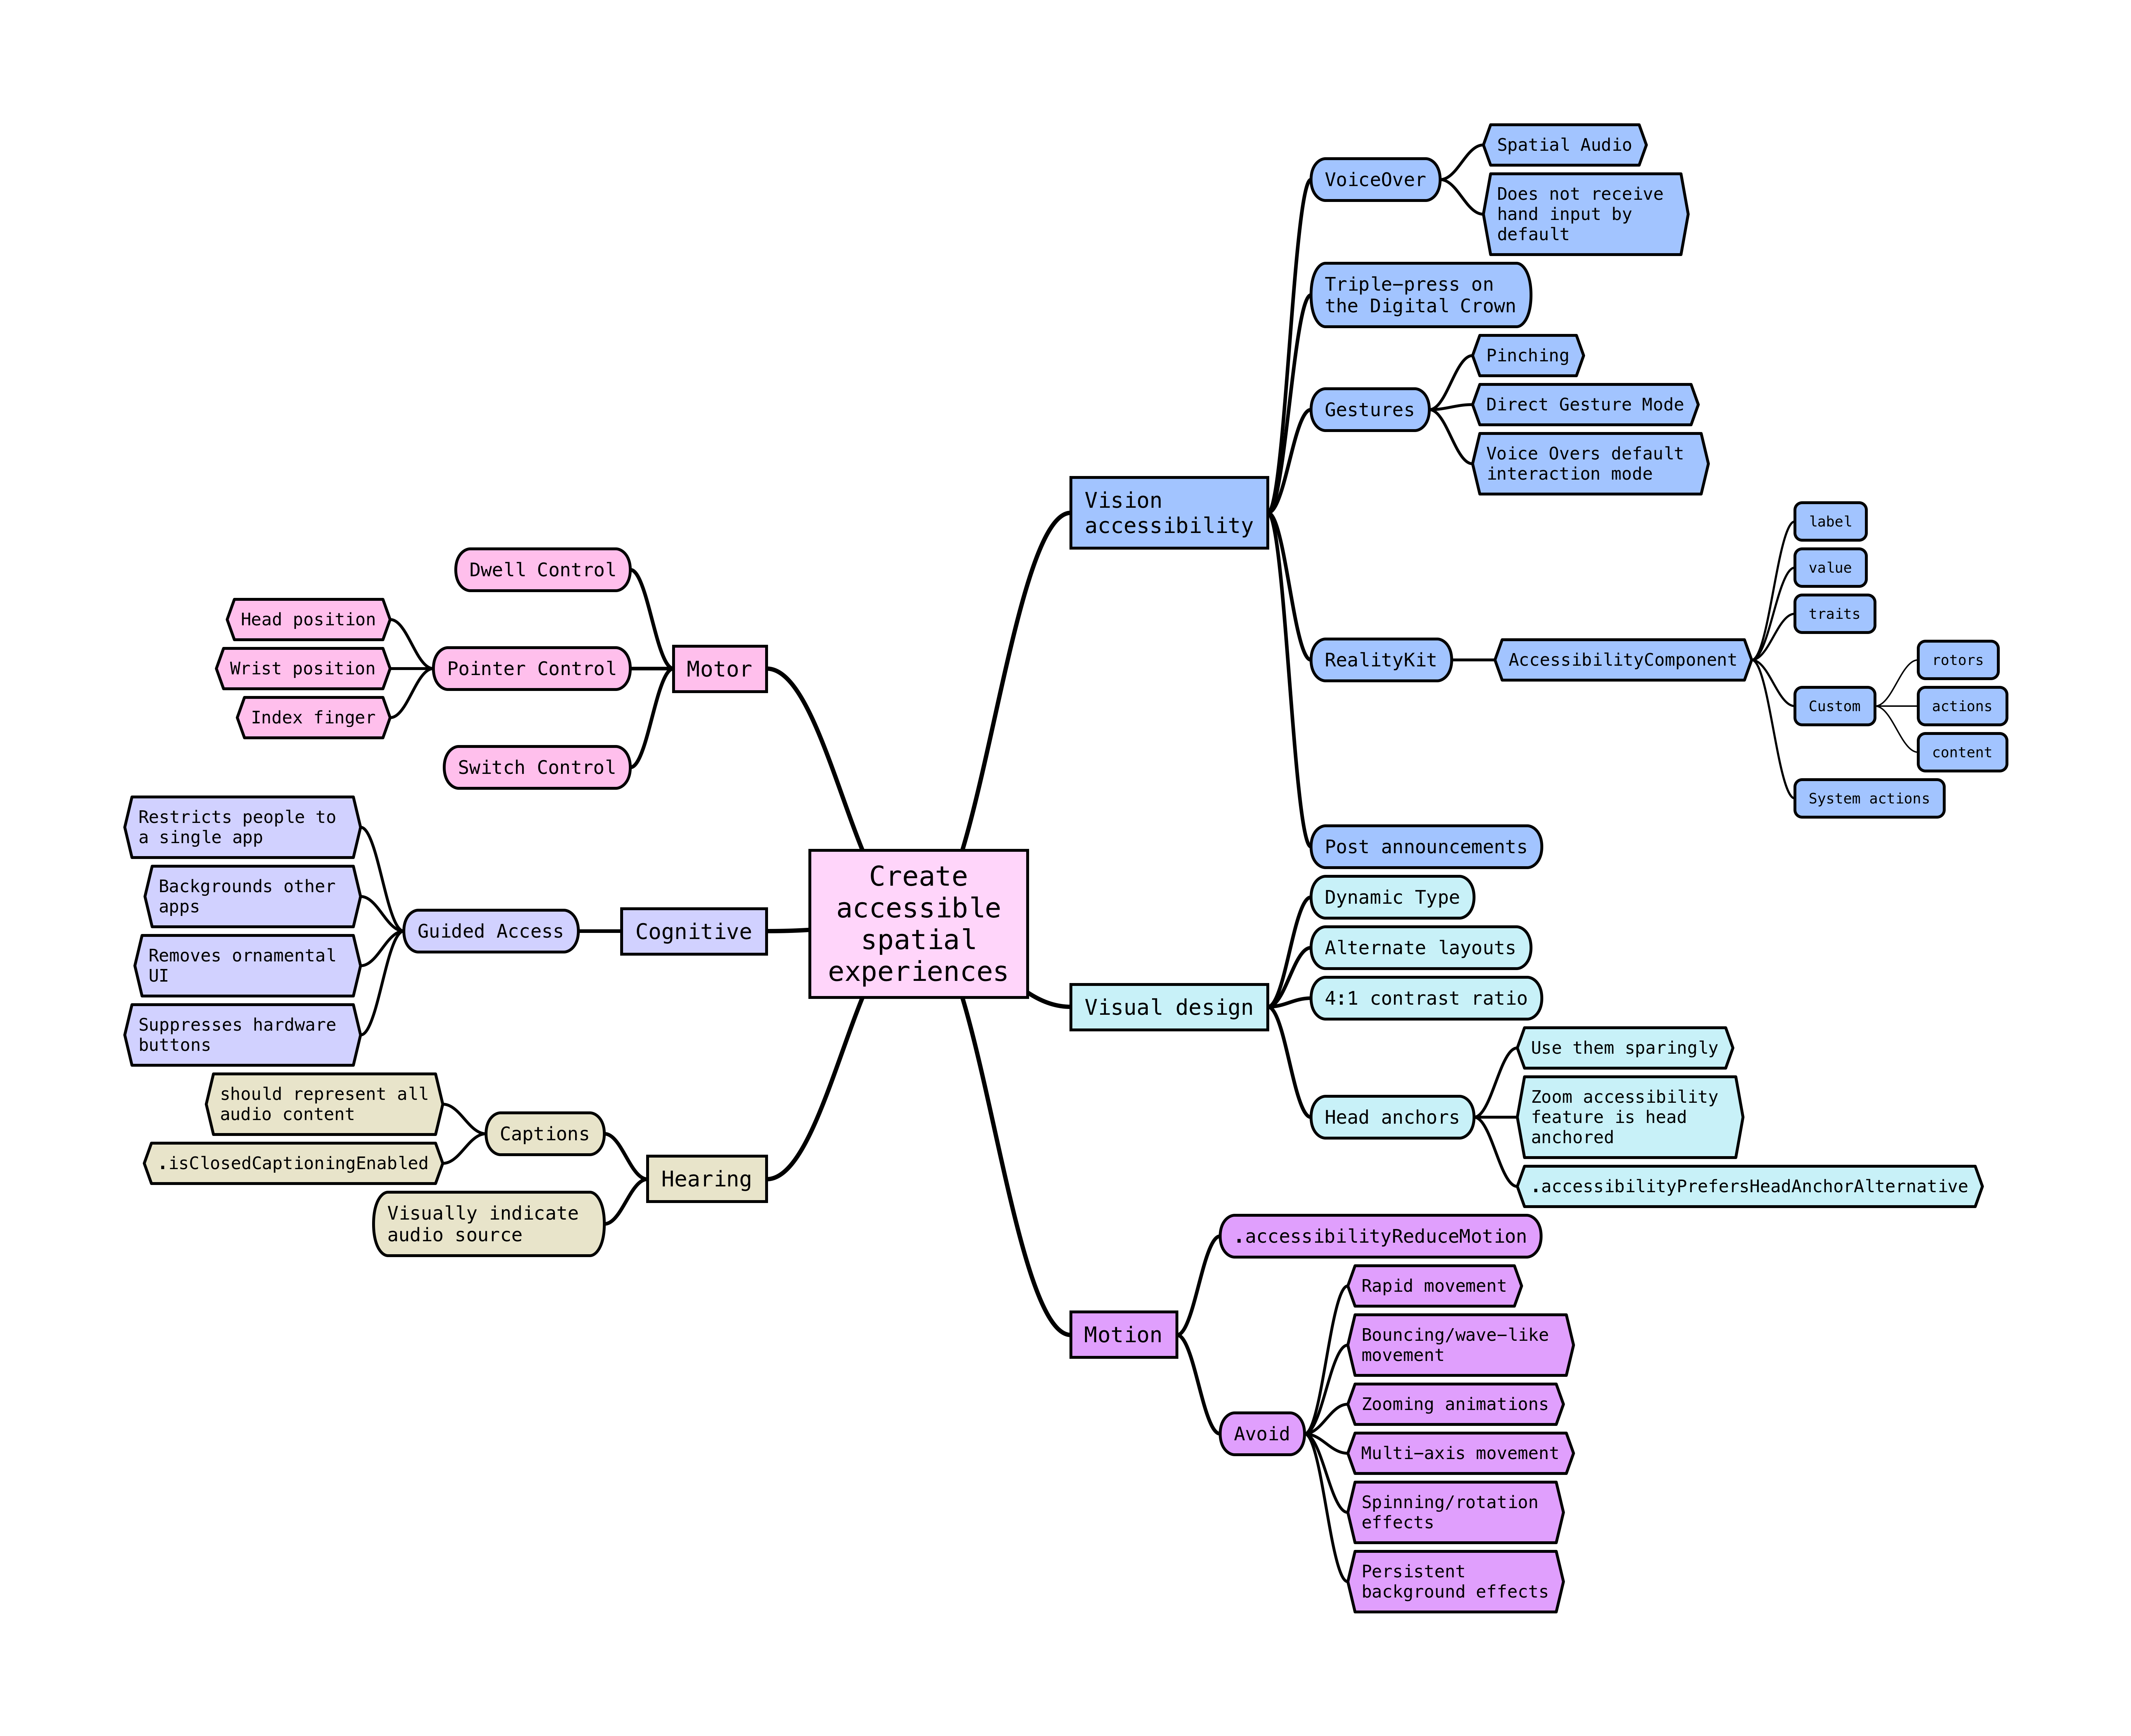 Create
accessible
spatial
experiences
Vision
accessibility
VoiceOver
Spatial Audio
Does not receive
hand input by
default
Triple-press on
the Digital Crown
Gestures
Pinching
Direct Gesture Mode
Voice Overs default
interaction mode
RealityKit
AccessibilityComponent
label
value
traits
Custom
rotors
actions
content
System actions
Post announcements
Visual design
Dynamic Type
Alternate layouts
4:1 contrast ratio
Head anchors
Use them sparingly
Zoom accessibility
feature is head
anchored
.accessibilityPrefersHeadAnchorAlternative
Motion
.accessibilityReduceMotion
Avoid
Rapid movement
Bouncing/wave-like
movement
Zooming animations
Multi-axis movement
Spinning/rotation
effects
Persistent
background effects
Motor
Dwell Control
Pointer Control
Head position
Wrist position
Index finger
Switch Control
Cognitive
Guided Access
Restricts people to
a single app
Backgrounds other
apps
Removes ornamental
UI
Suppresses hardware
buttons
Hearing
Captions
should represent all
audio content
.isClosedCaptioningEnabled
Visually indicate
audio source